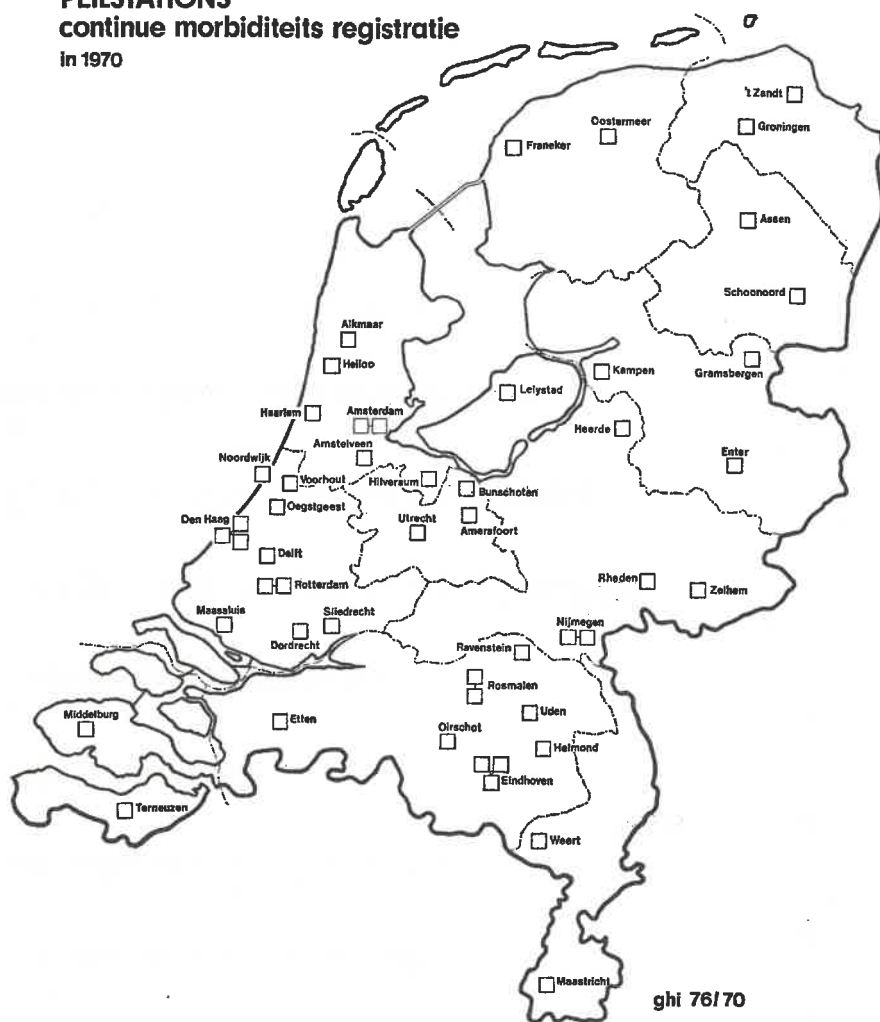 PEILSTATIONS
continue morbiditeits registratie
in 1970
't Zandt
Oostermeer
Groningen
Franeker
Assen
Schoonoord
Alkmaar
Heiloo
Gramsbergen
Kampen
Lelystad
Haarlem
Amsterdam
Heerde
Amstelveen
Enter
Noordwijk
Voorhout
Hilversum
Bunschoten
Oegstgeest
Den Haag
Utrecht
Amersfoort
Delft
Rheden
Rotterdam
Zelhem
Maassluis
Sliedrecht
Dordrecht
Nijmegen
Ravenstein
Rosmalen
Middelburg
Etten
Uden
Oirschot
Helmond
Eindhoven
Terneuzen
Weert
Maastricht
ghi 76/70